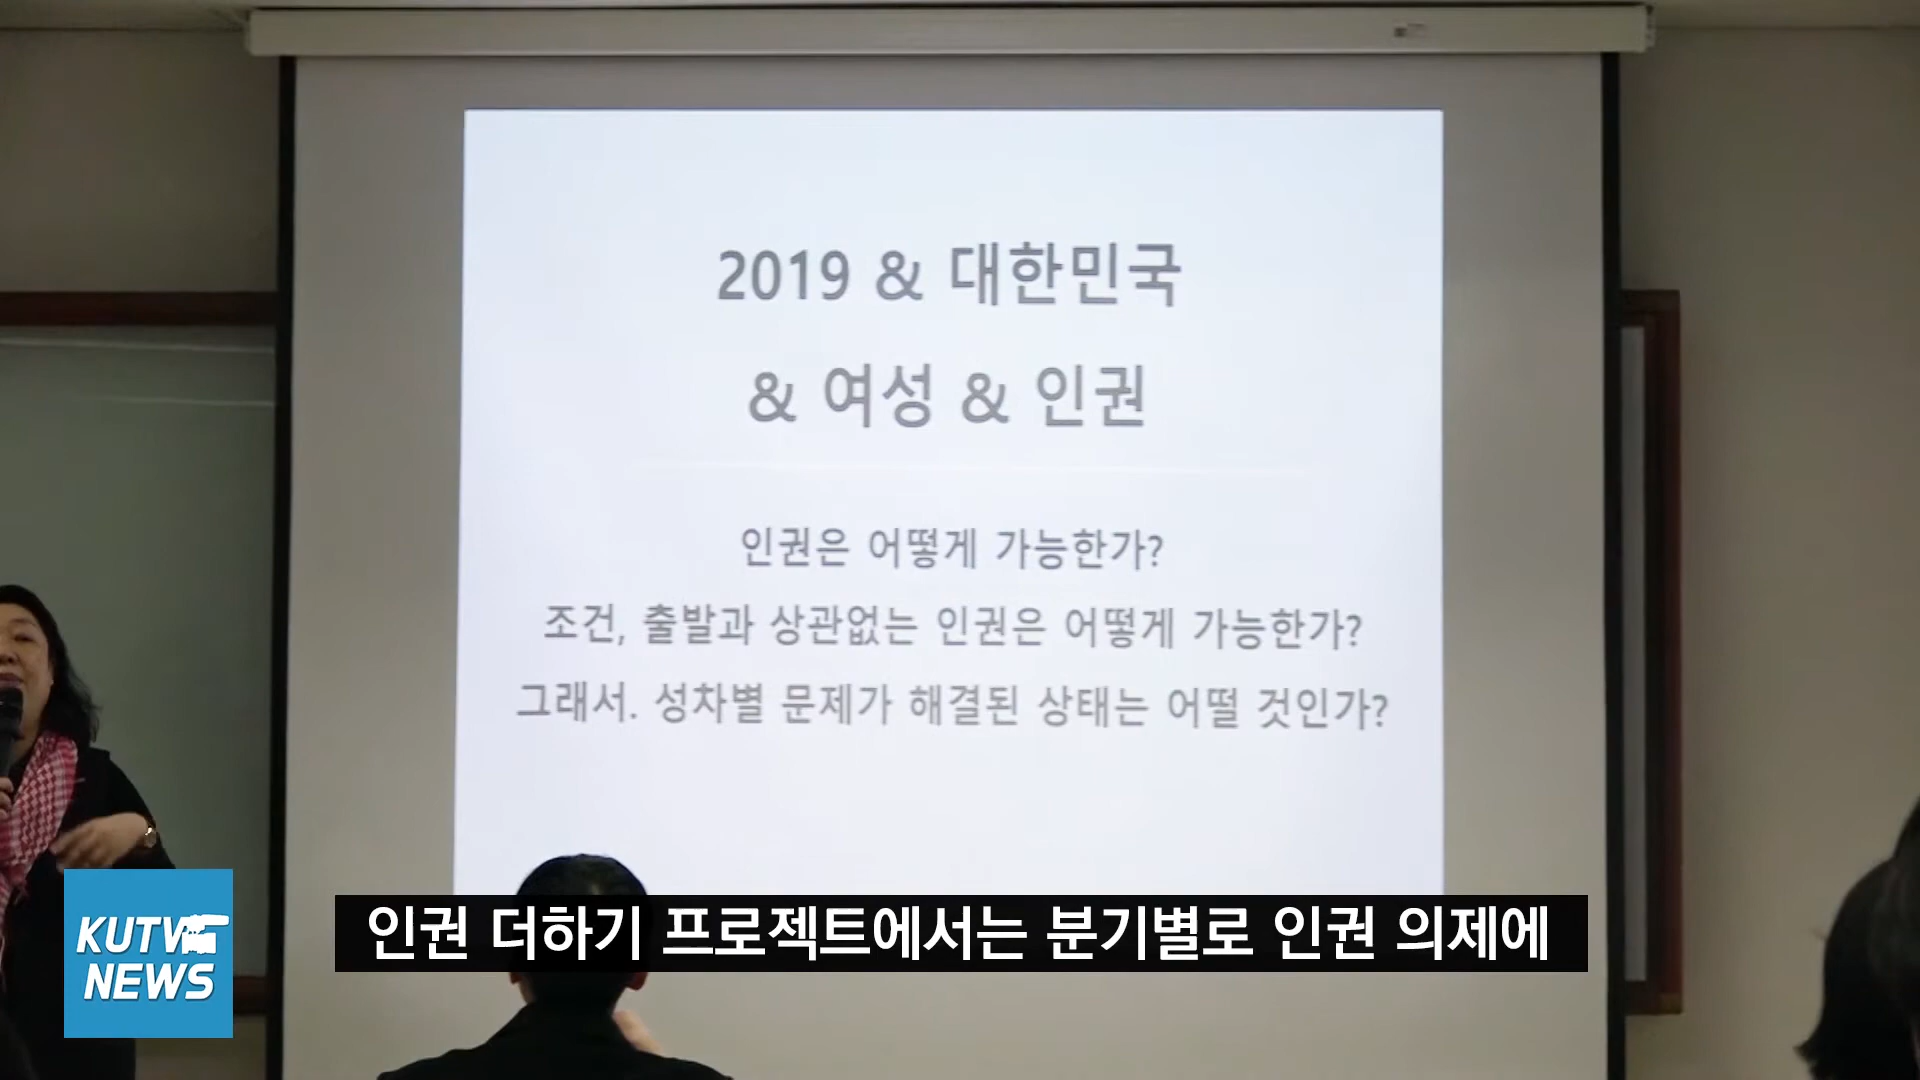 2019 & 대한민국
& 여성 & 인권
인권은 어떻게 가능한가?
조건, 출발과 상관없는 인권은 어떻게 가능한가?
그래서. 성차별 문제가 해결된 상태는 어떨 것인가?
인권 더하기 프로젝트에서는 분기별로 인권 의제에
KUTV
NEWS